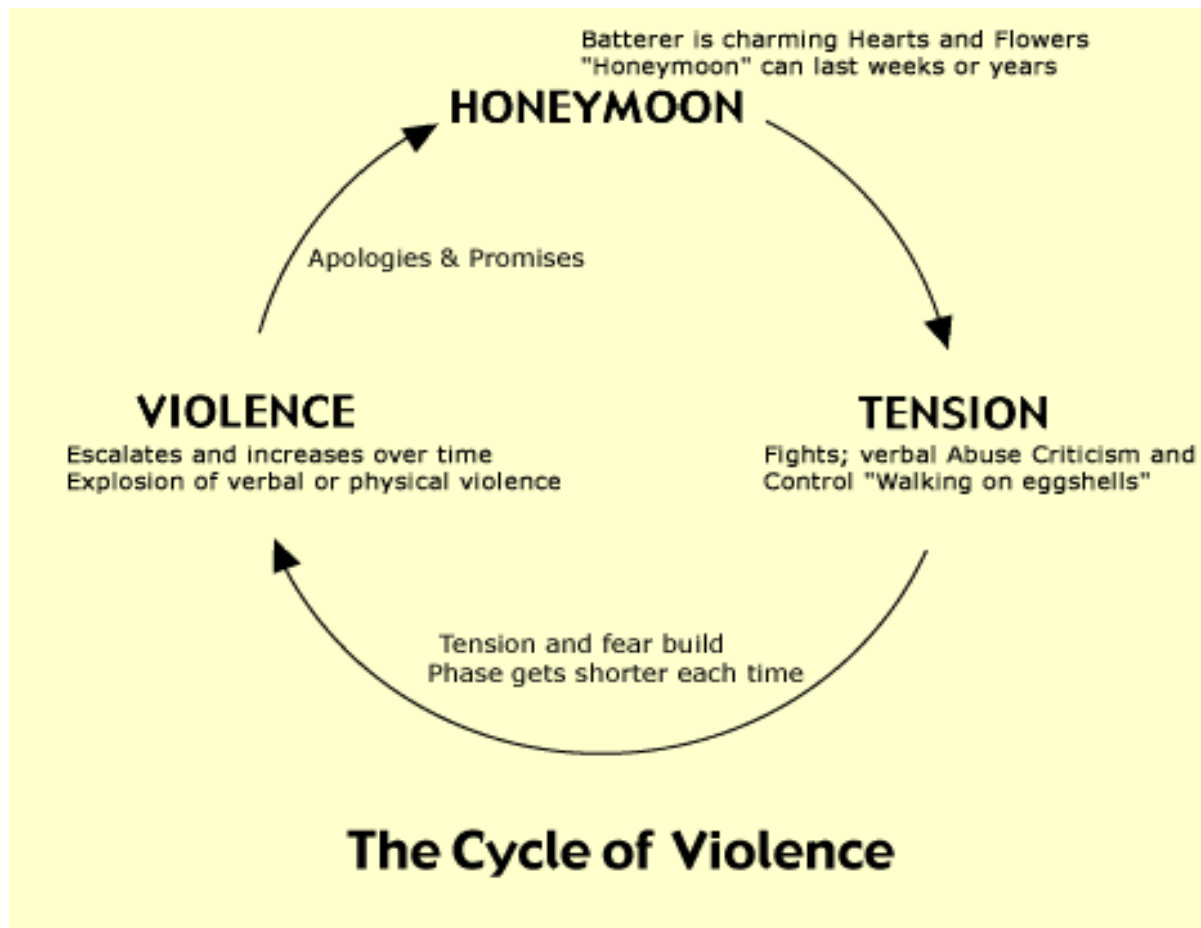 Batterer is charming Hearts and Flowers
"Honeymoon" can last weeks or years
HONEYMOON
Apologies & Promises
VIOLENCE
Escalates and increases over time
Explosion of verbal or physical violence
TENSION
Fights; verbal Abuse Criticism and
Control "Walking on eggshells"
Tension and fear build
Phase gets shorter each time
The Cycle of Violence